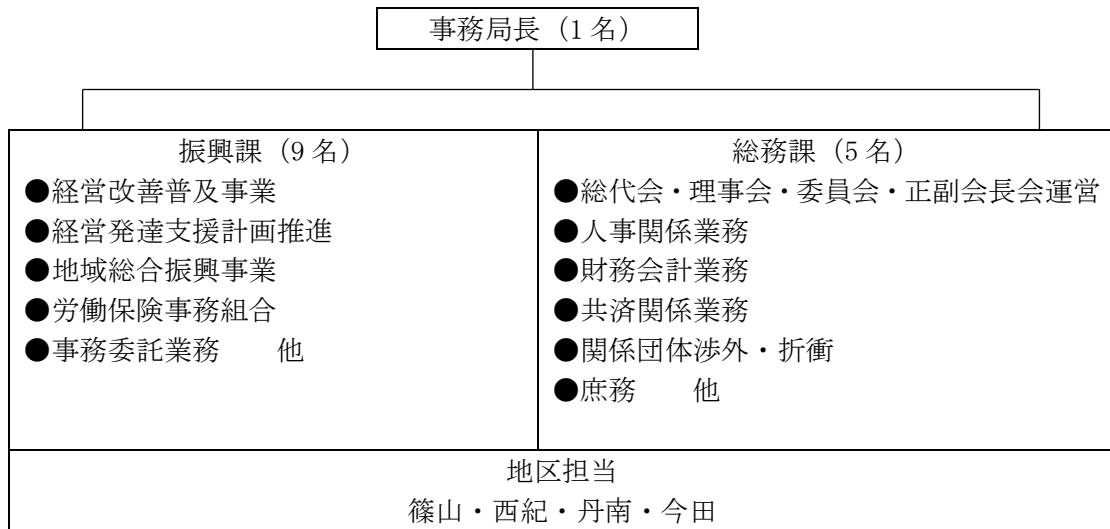 事務局長（1名）
振興課（9名）
●経営改善普及事業
●経営発達支援計画推進
●地域総合振興事業
●労働保険事務組合
●事務委託業務　　他
総務課（5名）
●総代会・理事会・委員会・正副会長会運営
●人事関係業務
●財務会計業務
●共済関係業務
●関係団体渉外・折衝
●庶務　　他
地区担当
篠山・西紀・丹南・今田